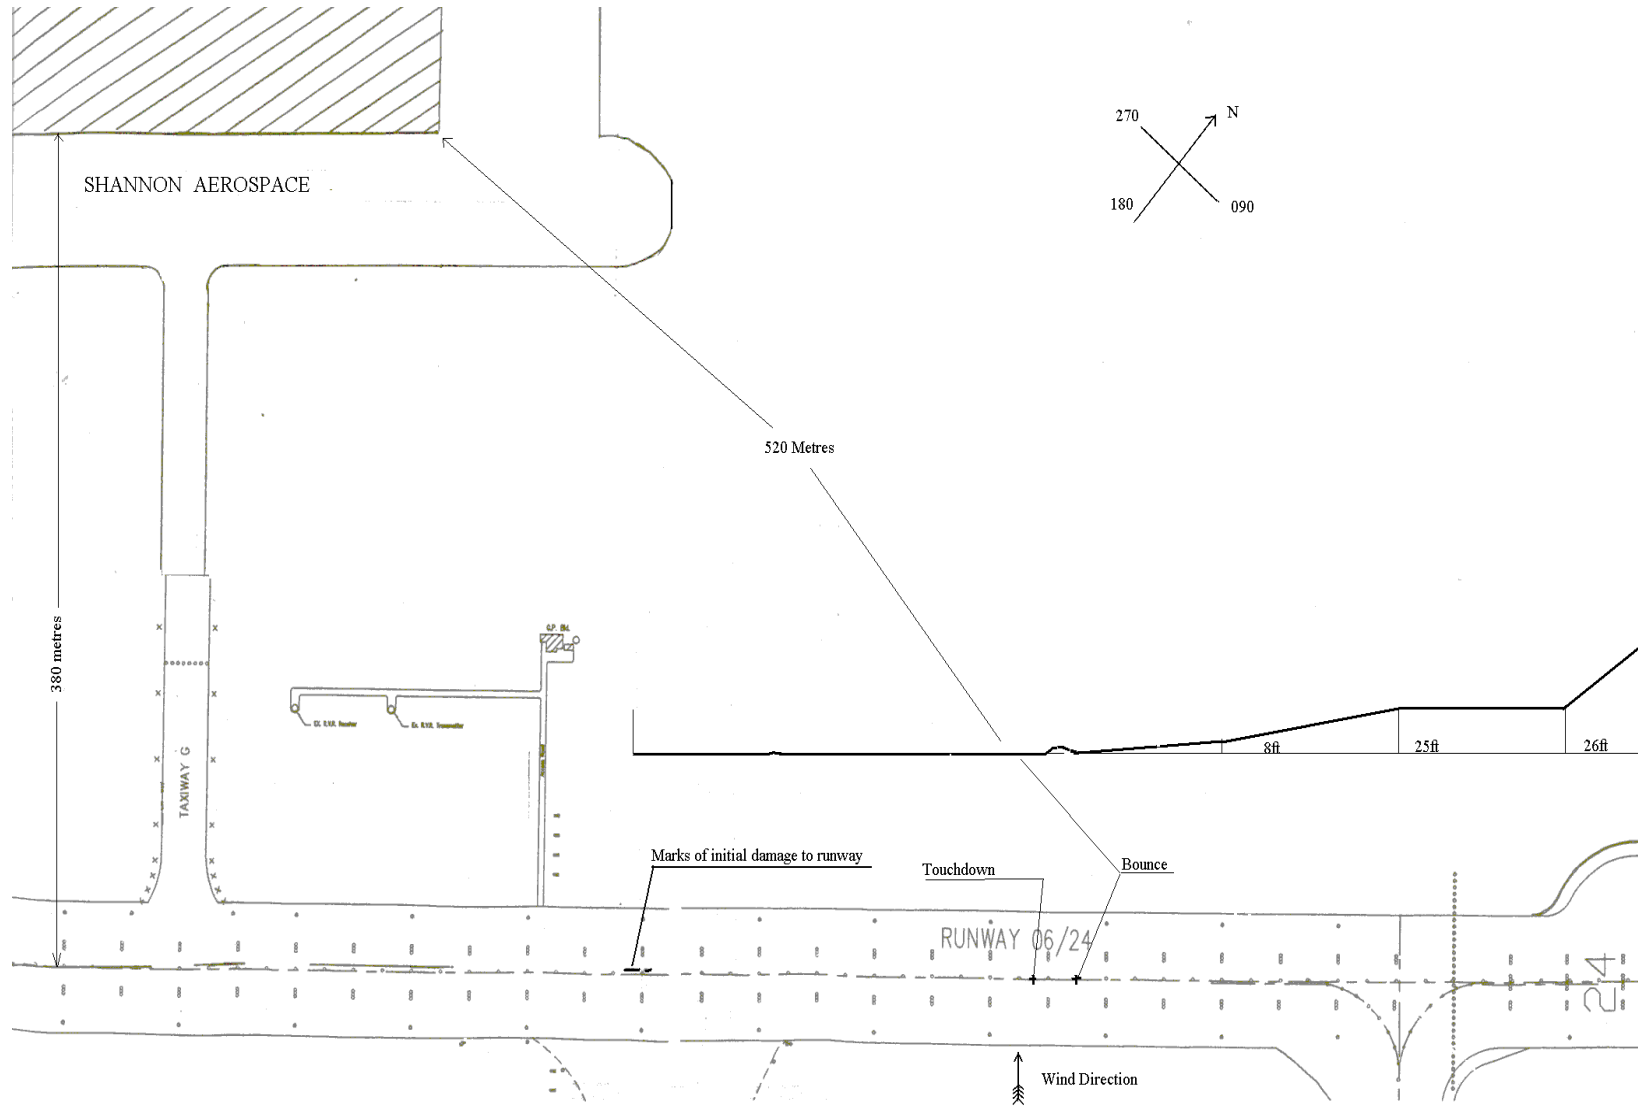 270
N
180
090
SHANNON AEROSPACE
520 Metres
380 metres
G.P. Bld.
TAXIWAY G
8ft
25ft
26ft
Marks of initial damage to runway
Touchdown
Bounce
RUNWAY 06/24
24
Wind Direction